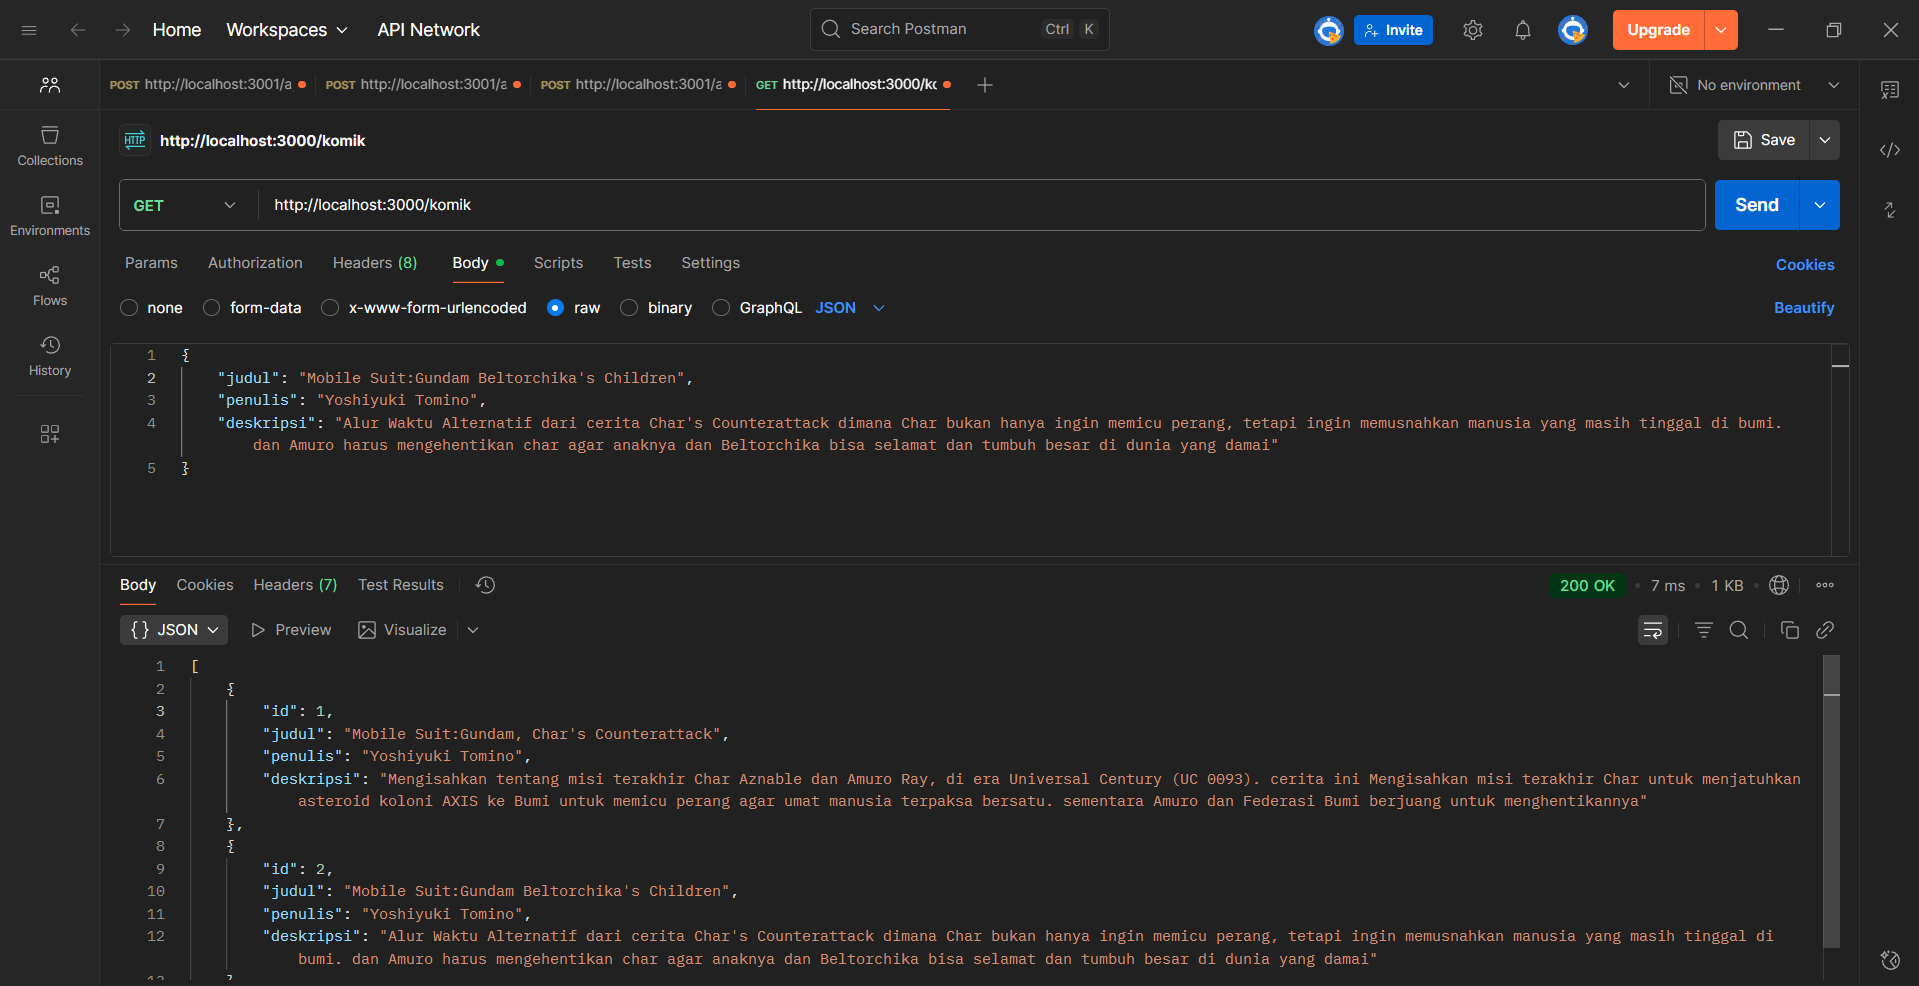 Home Workspaces API Network Search Postman Ctrl K Invite Upgrade
POST http://localhost:3001/a POST http://localhost:3001/a POST http://localhost:3001/a GET http://localhost:3000/ko No environment
HTTP http://localhost:3000/komik Save
Collections
Environments
Flows
History
GET http://localhost:3000/komik Send
Params Authorization Headers (8) Body Scripts Tests Settings Cookies
none form-data x-www-form-urlencoded raw binary GraphQL JSON Beautify
1 {
2 "judul": "Mobile Suit:Gundam Beltorchika's Children",
3 "penulis": "Yoshiyuki Tomino",
4 "deskripsi": "Alur Waktu Alternatif dari cerita Char's Counterattack dimana Char bukan hanya ingin memicu perang, tetapi ingin memusnahkan manusia yang masih tinggal di bumi.
dan Amuro harus mengehentikan char agar anaknya dan Beltorchika bisa selamat dan tumbuh besar di dunia yang damai"
5 }
Body Cookies Headers (7) Test Results 200 OK 7 ms 1 KB
{} JSON Preview Visualize
1 [
2 {
3 "id": 1,
4 "judul": "Mobile Suit:Gundam, Char's Counterattack",
5 "penulis": "Yoshiyuki Tomino",
6 "deskripsi": "Mengisahkan tentang misi terakhir Char Aznable dan Amuro Ray, di era Universal Century (UC 0093). cerita ini Mengisahkan misi terakhir Char untuk menjatuhkan
asteroid koloni AXIS ke Bumi untuk memicu perang agar umat manusia terpaksa bersatu. sementara Amuro dan Federasi Bumi berjuang untuk menghentikannya"
7 },
8 {
9 "id": 2,
10 "judul": "Mobile Suit:Gundam Beltorchika's Children",
11 "penulis": "Yoshiyuki Tomino",
12 "deskripsi": "Alur Waktu Alternatif dari cerita Char's Counterattack dimana Char bukan hanya ingin memicu perang, tetapi ingin memusnahkan manusia yang masih tinggal di
bumi. dan Amuro harus mengehentikan char agar anaknya dan Beltorchika bisa selamat dan tumbuh besar di dunia yang damai"